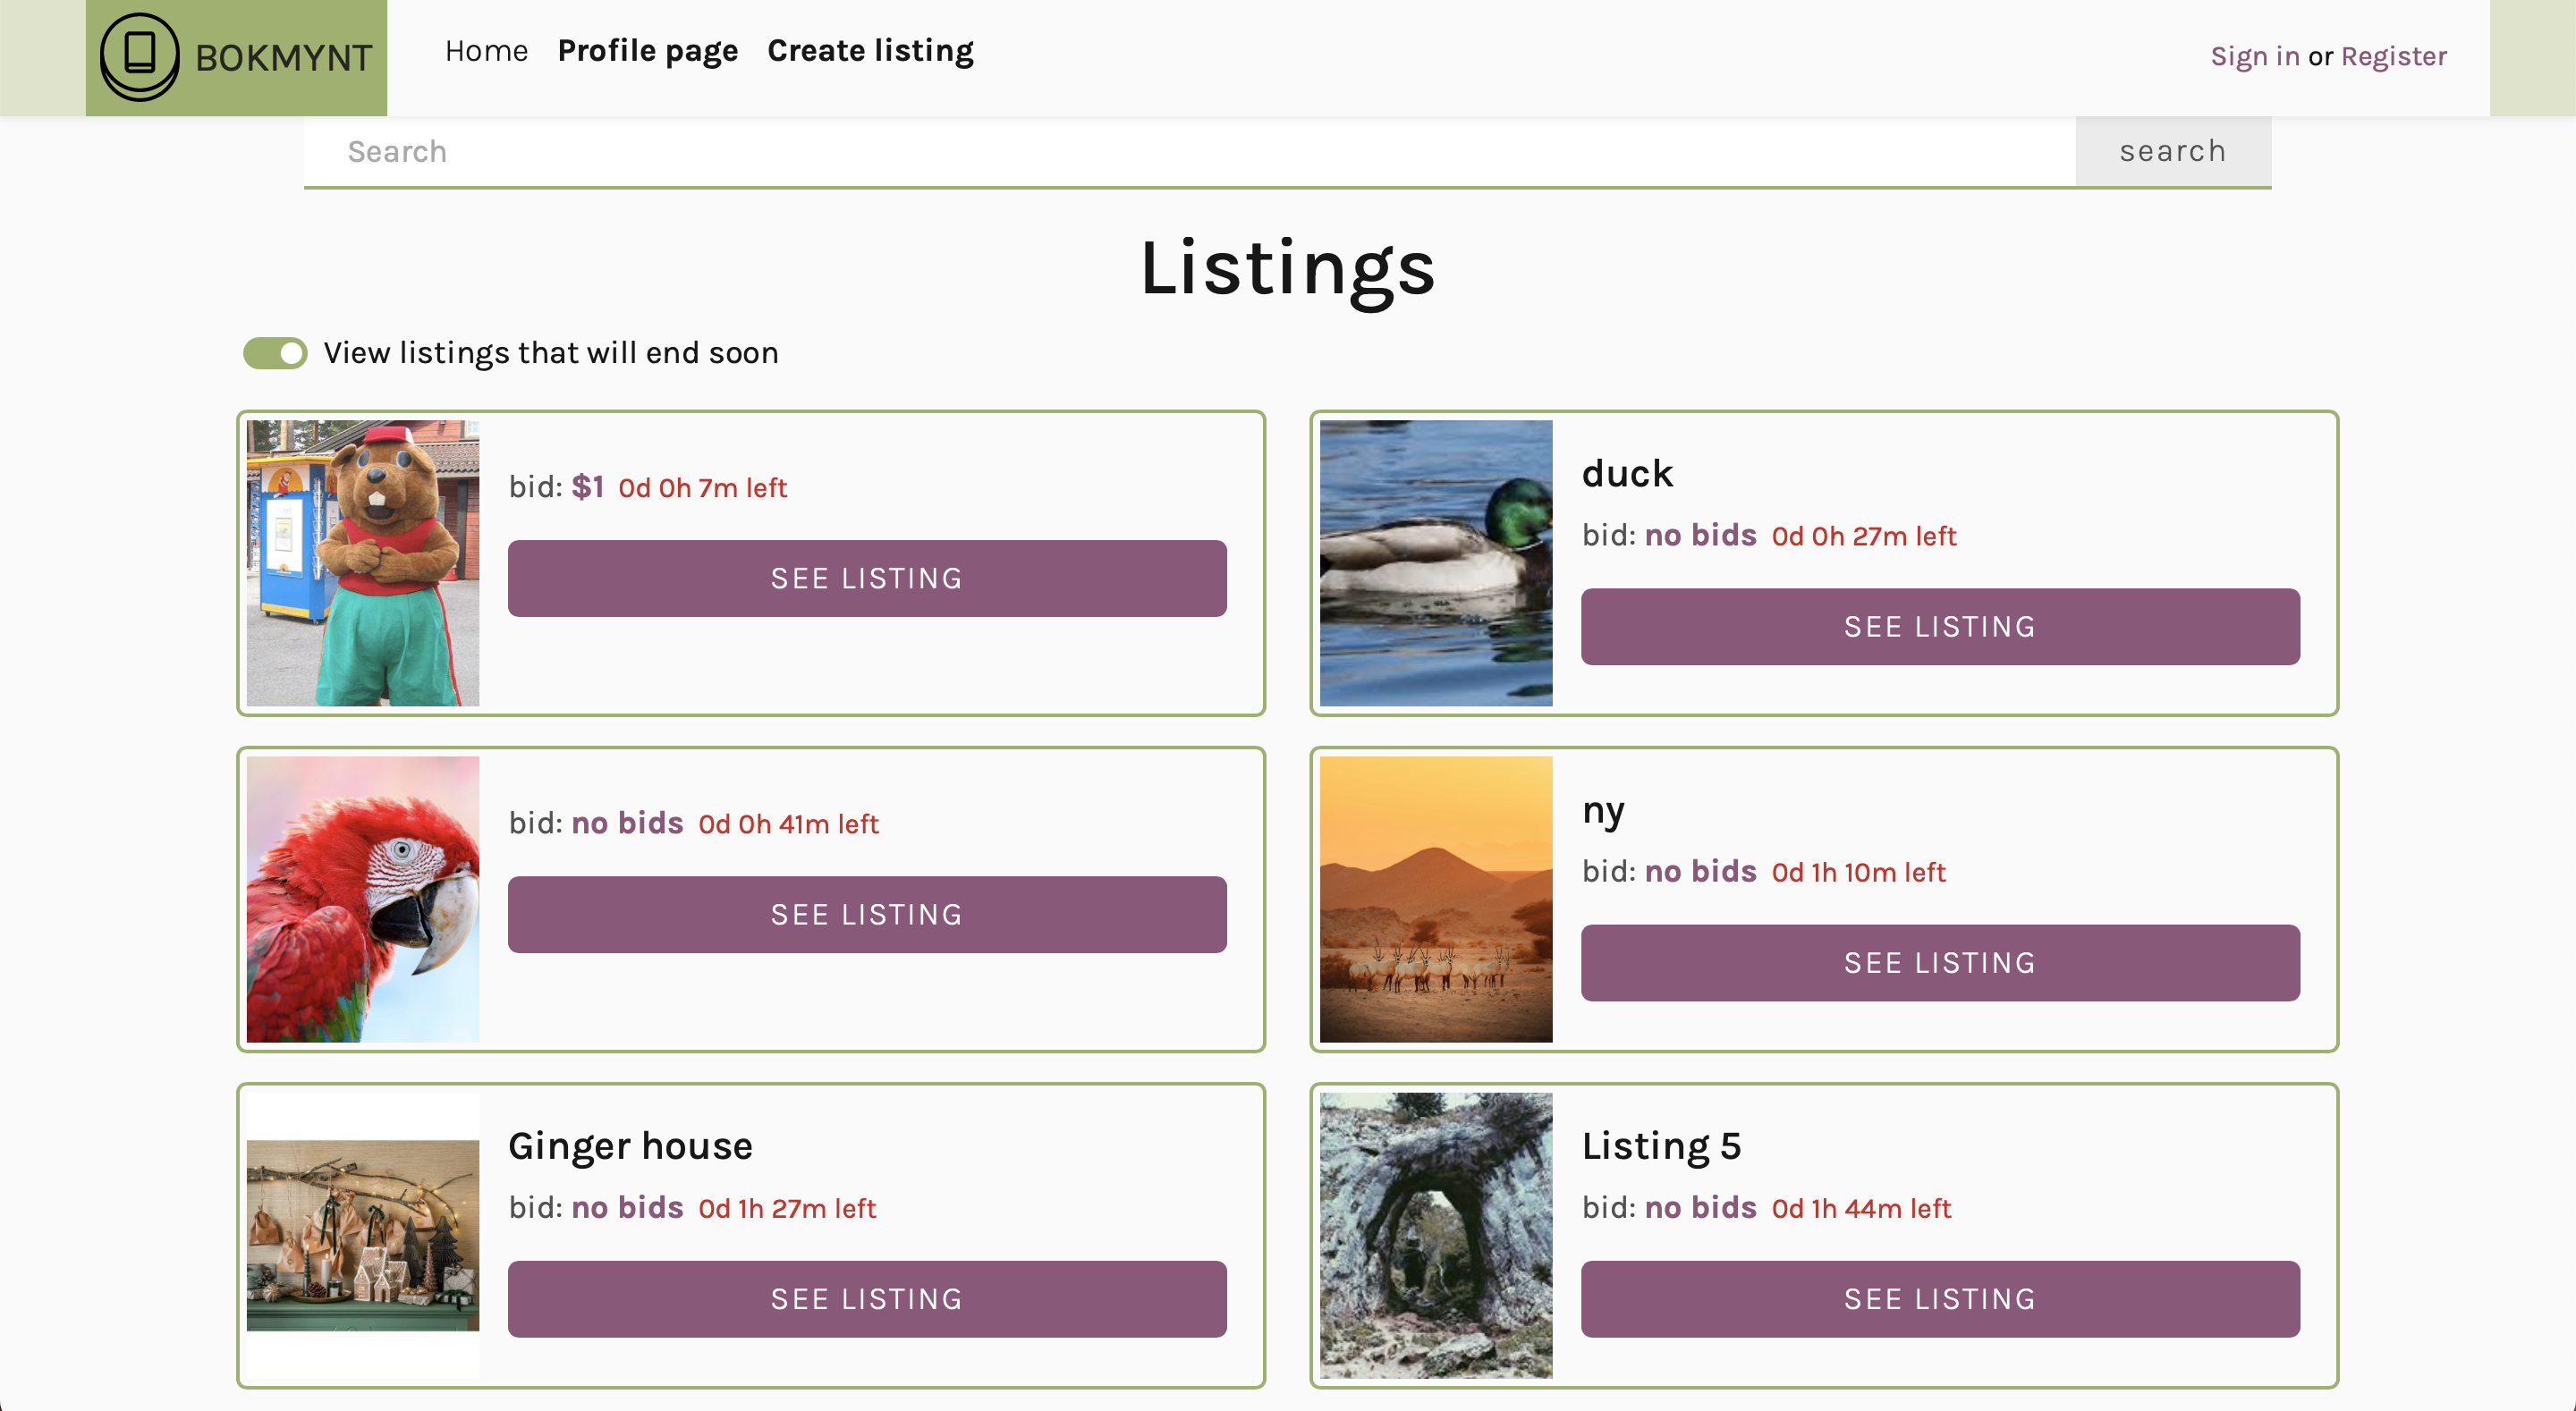 BOKMYNT
Home Profile page Create listing
Sign in or Register
Search
search
Listings
View listings that will end soon
bid: $1 0d 0h 7m left
SEE LISTING
duck
bid: no bids 0d 0h 27m left
SEE LISTING
bid: no bids 0d 0h 41m left
SEE LISTING
ny
bid: no bids 0d 1h 10m left
SEE LISTING
Ginger house
bid: no bids 0d 1h 27m left
SEE LISTING
Listing 5
bid: no bids 0d 1h 44m left
SEE LISTING